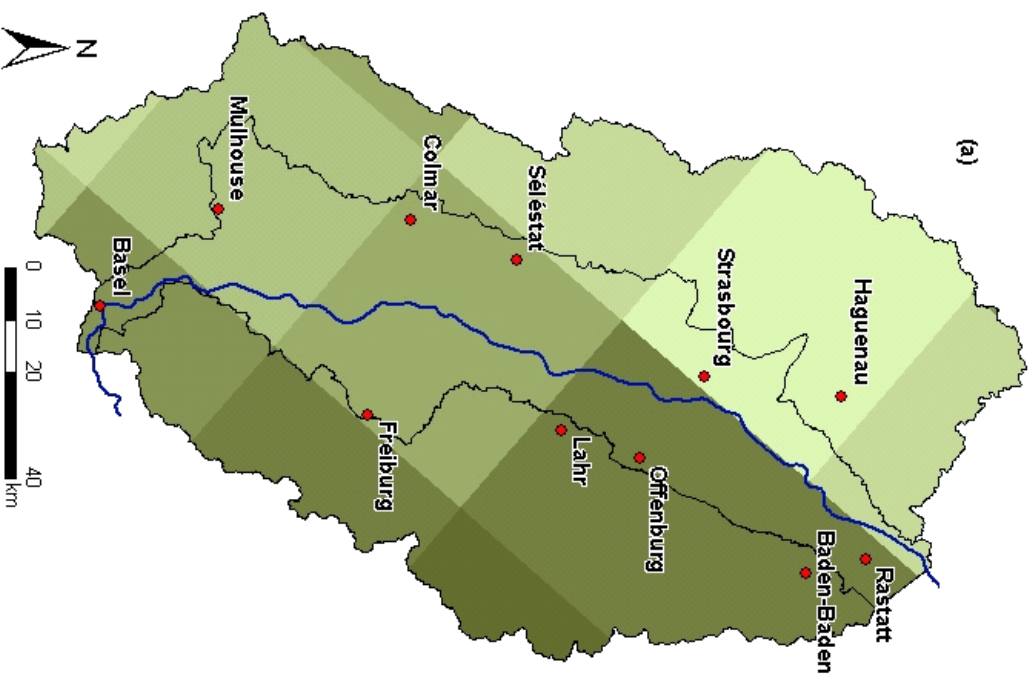 (a)
Haguenau
Strasbourg
Rastatt
Baden-Baden
Offenburg
Séléstat
Lahr
Colmar
Freiburg
Mulhouse
Basel
N
0 10 20 40
km